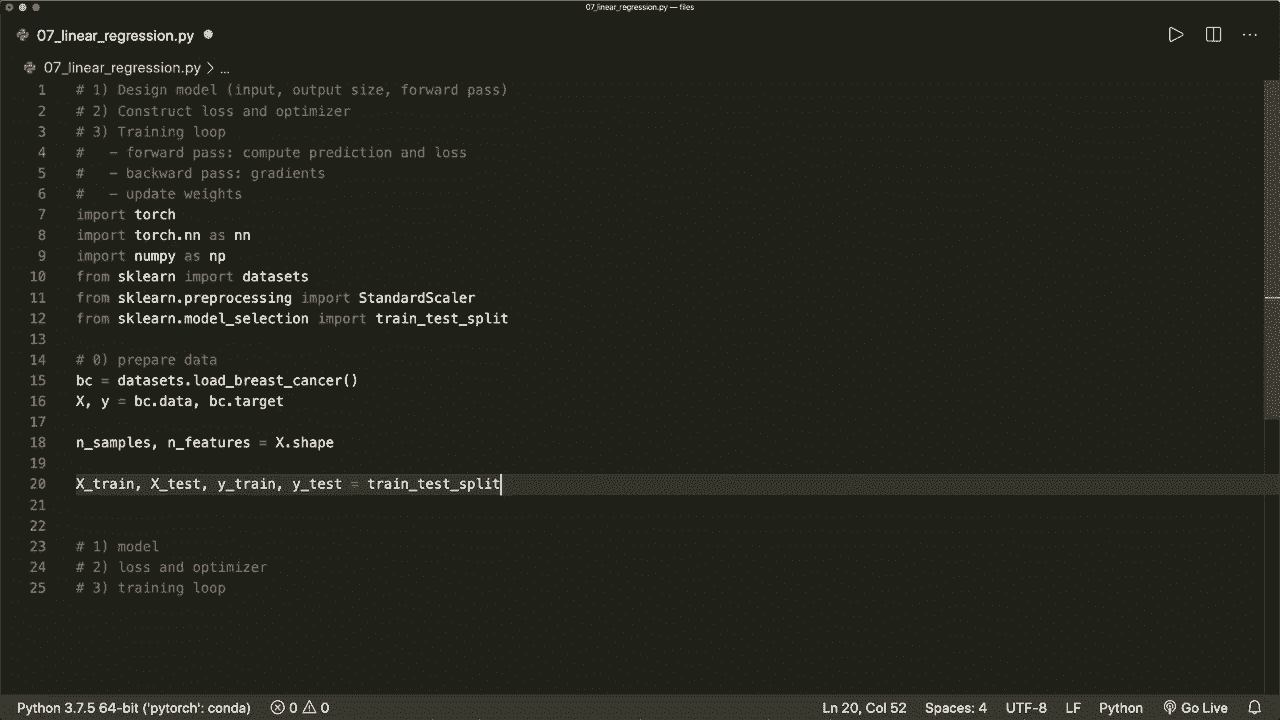 07_linear_regression.py — files
07_linear_regression.py
07_linear_regression.py > ...
1 # 1) Design model (input, output size, forward pass)
2 # 2) Construct loss and optimizer
3 # 3) Training loop
4 #   - forward pass: compute prediction and loss
5 #   - backward pass: gradients
6 #   - update weights
7 import torch
8 import torch.nn as nn
9 import numpy as np
10 from sklearn import datasets
11 from sklearn.preprocessing import StandardScaler
12 from sklearn.model_selection import train_test_split
13
14 # 0) prepare data
15 bc = datasets.load_breast_cancer()
16 X, y = bc.data, bc.target
17
18 n_samples, n_features = X.shape
19
20 X_train, X_test, y_train, y_test = train_test_split
21
22
23 # 1) model
24 # 2) loss and optimizer
25 # 3) training loop
Python 3.7.5 64-bit ('pytorch': conda) 0 0 Ln 20, Col 52 Spaces: 4 UTF-8 LF Python Go Live